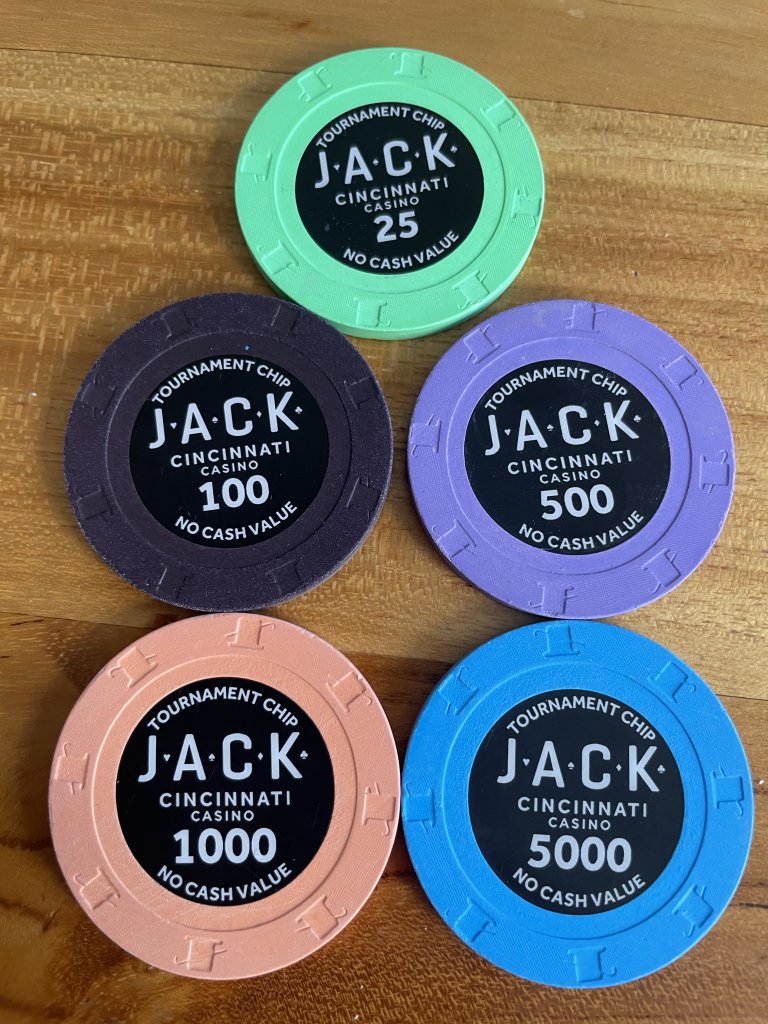 TOURNAMENT CHIP
J♥A♠C♦K♣
CINCINNATI
CASINO
25
NO CASH VALUE
TOURNAMENT CHIP
J♥A♠C♦K♣
CINCINNATI
CASINO
100
NO CASH VALUE
TOURNAMENT CHIP
J♥A♠C♦K♣
CINCINNATI
CASINO
500
NO CASH VALUE
TOURNAMENT CHIP
J♥A♠C♦K♣
CINCINNATI
CASINO
1000
NO CASH VALUE
TOURNAMENT CHIP
J♥A♠C♦K♣
CINCINNATI
CASINO
5000
NO CASH VALUE